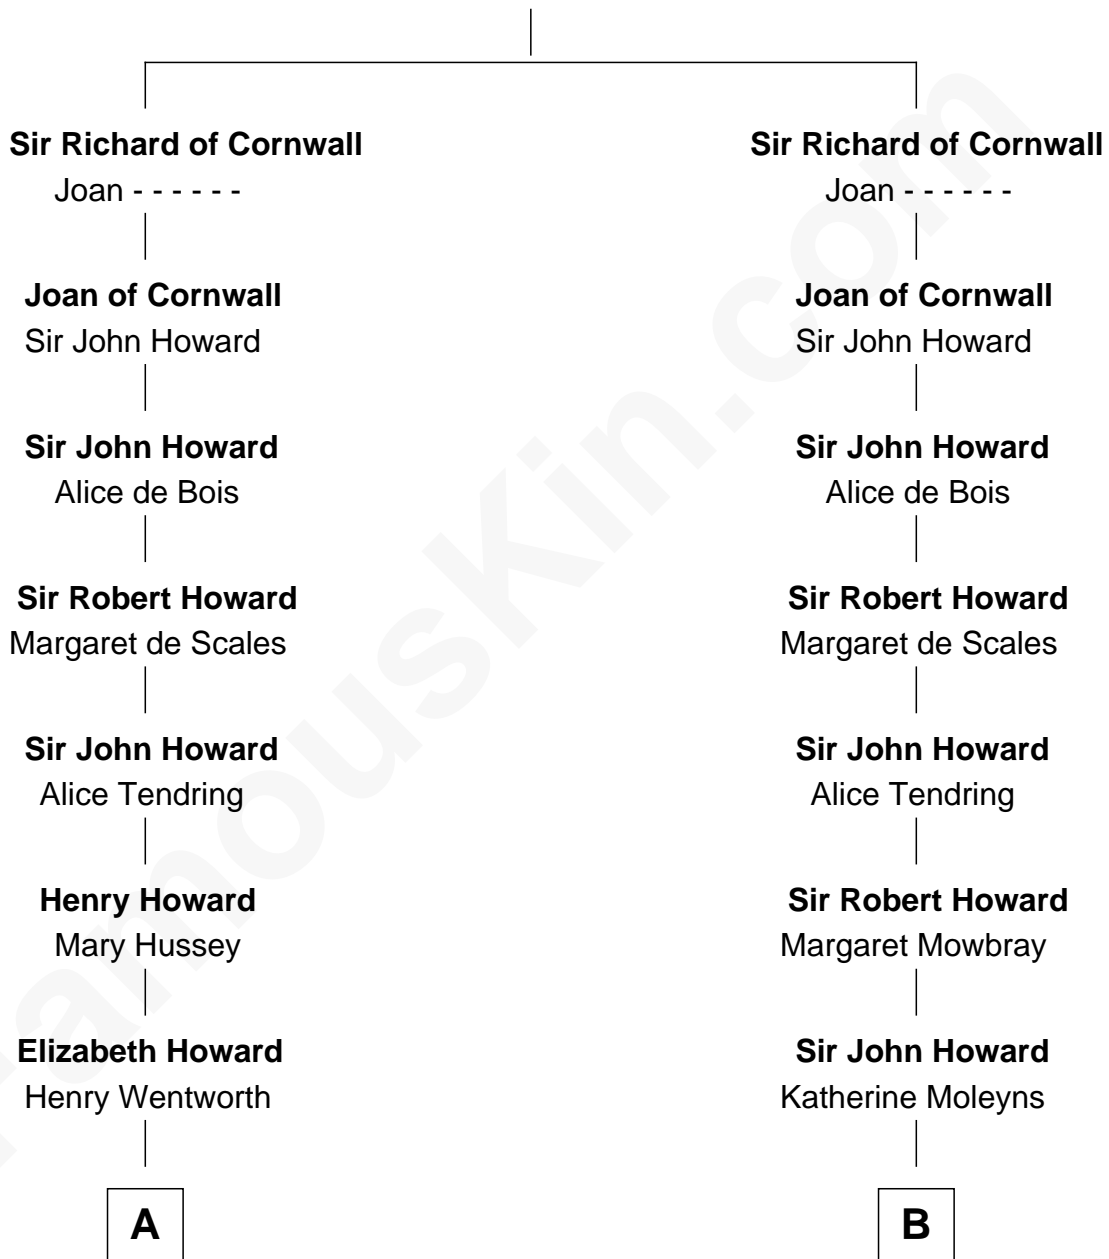 Sir Richard of Cornwall
Joan - - - - - -
Joan of Cornwall
Sir John Howard
Sir John Howard
Alice de Bois
Sir Robert Howard
Margaret de Scales
Sir John Howard
Alice Tendring
Henry Howard
Mary Hussey
Elizabeth Howard
Henry Wentworth
A
Sir Richard of Cornwall
Joan - - - - - -
Joan of Cornwall
Sir John Howard
Sir John Howard
Alice de Bois
Sir Robert Howard
Margaret de Scales
Sir John Howard
Alice Tendring
Sir Robert Howard
Margaret Mowbray
Sir John Howard
Katherine Moleyns
B
FamousKin.com